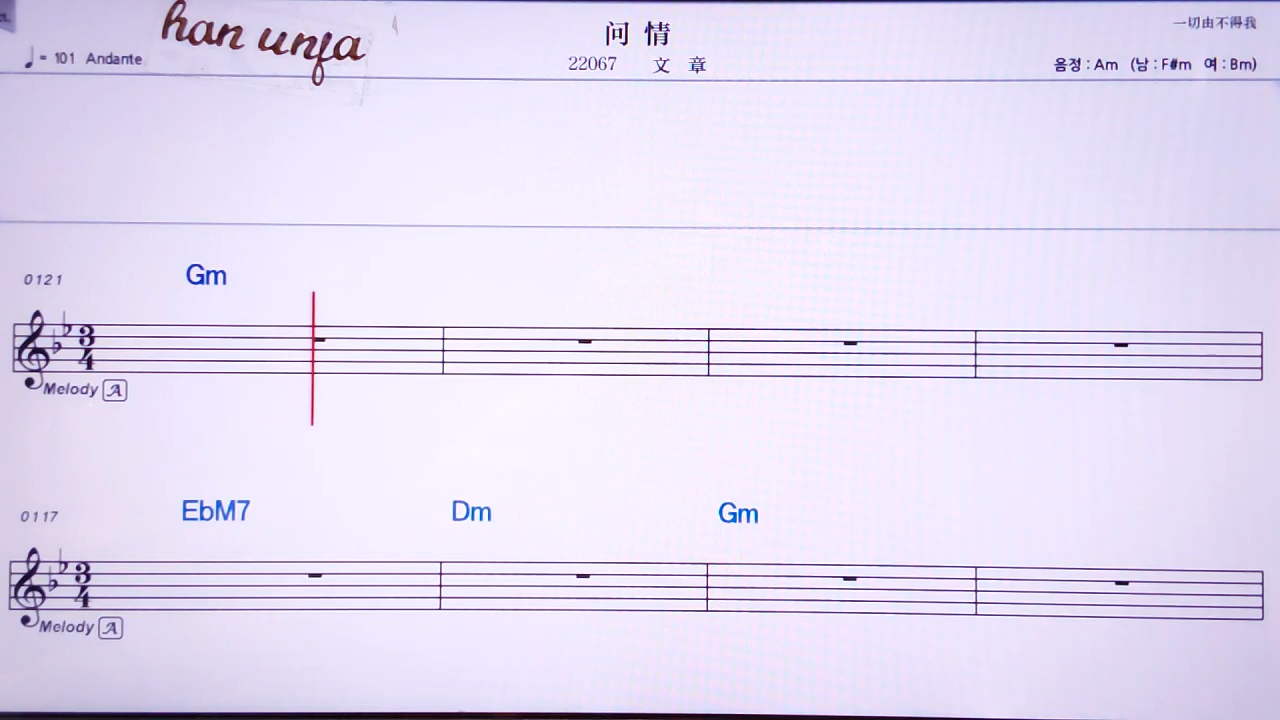 han unfa
问 情
一切由不得我
♩ = 101 Andante
22067 文 章
음정 : Am (남 : F#m 여 : Bm)
0121
Gm
3/4
Melody A
0117
EbM7 Dm Gm
3/4
Melody A